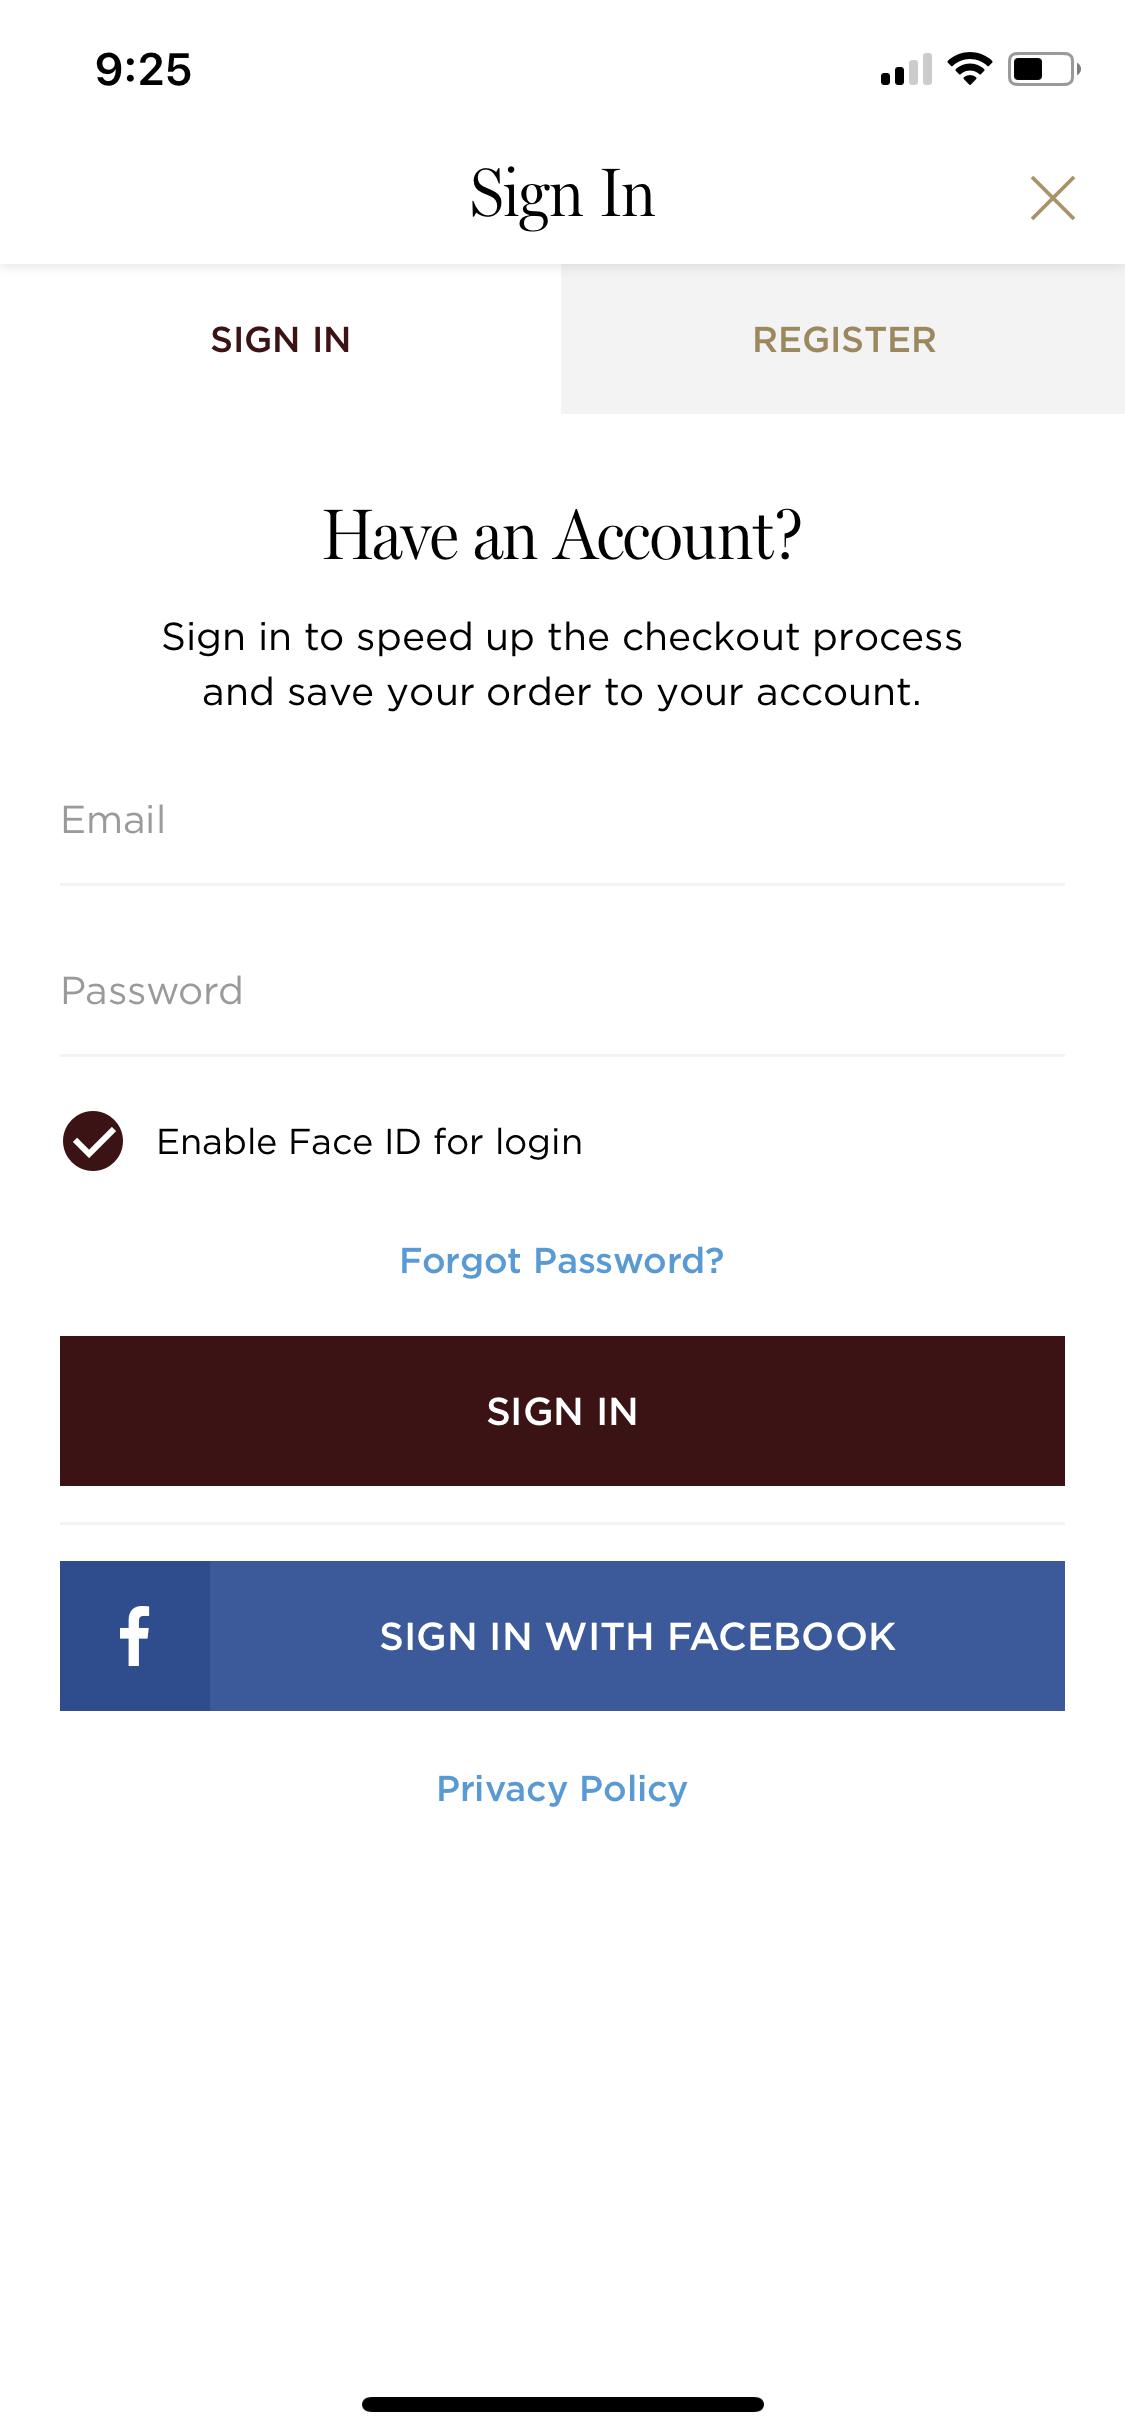 9:25
Sign In
SIGN IN
REGISTER
Have an Account?
Sign in to speed up the checkout process
and save your order to your account.
Email
Password
Enable Face ID for login
Forgot Password?
SIGN IN
f
SIGN IN WITH FACEBOOK
Privacy Policy